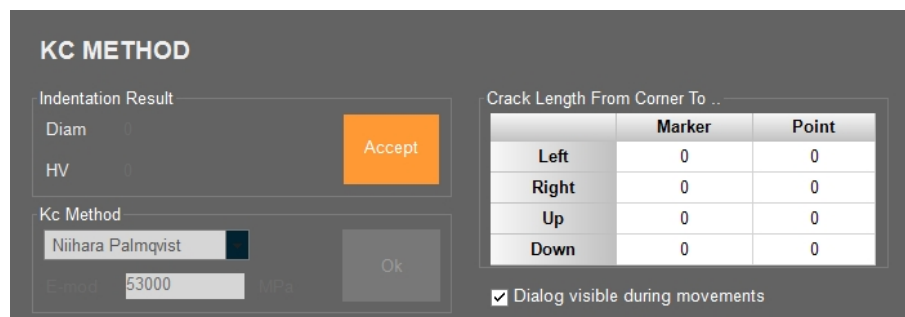 KC METHOD
Indentation Result
Diam 0
HV 0
Accept
Kc Method
Niihara Palmqvist
E-mod 53000 MPa
Ok
Crack Length From Corner To ..
Marker Point
Left 0 0
Right 0 0
Up 0 0
Down 0 0
Dialog visible during movements